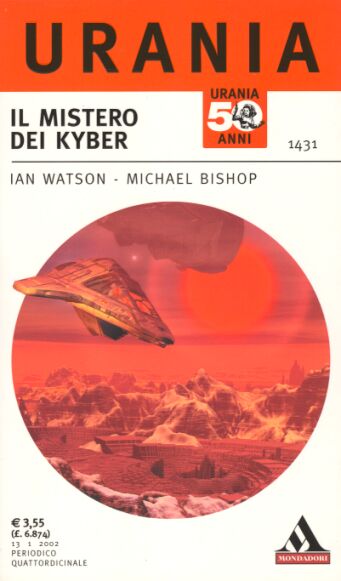 URANIA
IL MISTERO
DEI KYBER
URANIA
50
ANNI
1431
IAN WATSON - MICHAEL BISHOP
€ 3,55
(£. 6.874)
13 1 2002
PERIODICO
QUATTORDICINALE
MONDADORI